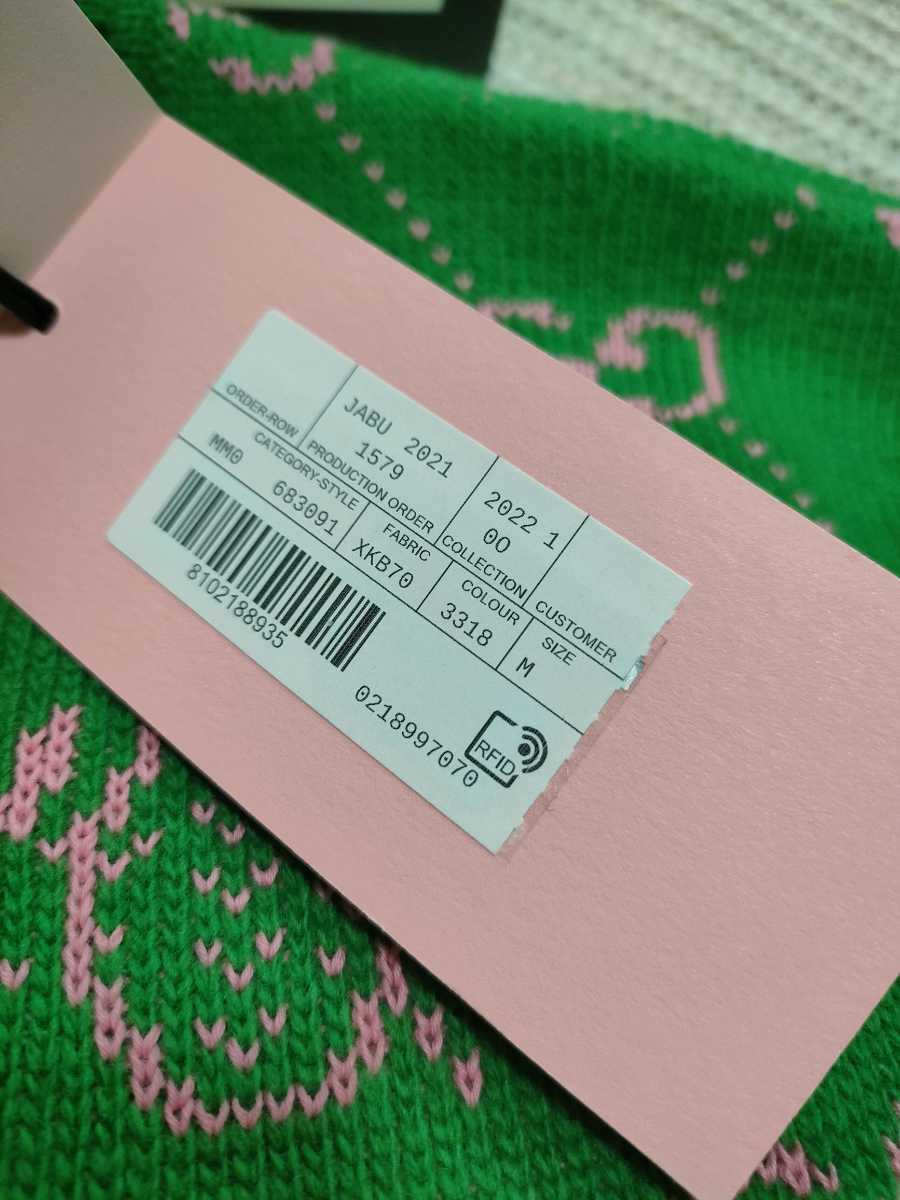 JABU 2021
1579
2022 1
00
ORDER-ROW
PRODUCTION ORDER
COLLECTION
CUSTOMER
CATEGORY-STYLE
FABRIC
COLOUR
SIZE
MM0
683091
XKB70
3318
M
8102188935
0218997070
RFID